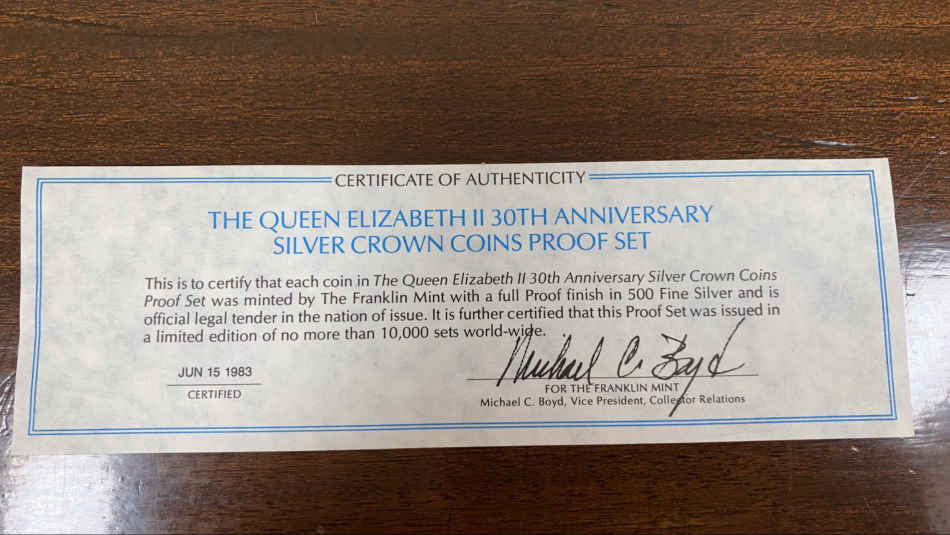 CERTIFICATE OF AUTHENTICITY
THE QUEEN ELIZABETH II 30TH ANNIVERSARY
SILVER CROWN COINS PROOF SET
This is to certify that each coin in The Queen Elizabeth II 30th Anniversary Silver Crown Coins
Proof Set was minted by The Franklin Mint with a full Proof finish in 500 Fine Silver and is
official legal tender in the nation of issue. It is further certified that this Proof Set was issued in
a limited edition of no more than 10,000 sets world-wide.
JUN 15 1983
CERTIFIED
Michael C. Boyd
FOR THE FRANKLIN MINT
Michael C. Boyd, Vice President, Collector Relations